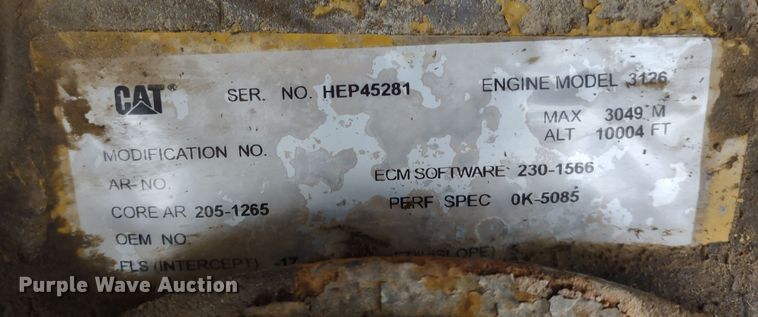 CAT® SER. NO. HEP45281 ENGINE MODEL 3126
MAX 3049 M
ALT 10004 FT
MODIFICATION NO.
AR-NO. ECM SOFTWARE 230-1566
CORE AR 205-1265 PERF SPEC 0K-5085
OEM NO.
FLS (INTERCEPT) -17
Purple Wave Auction